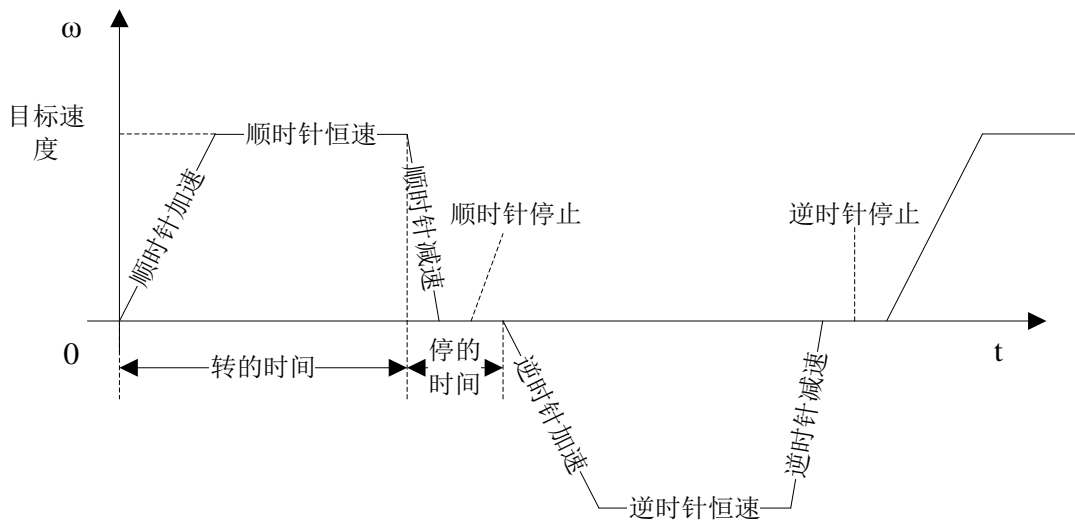 ω
目标速
度
顺时针恒速
顺时针加速
顺时针减速
顺时针停止
逆时针停止
0
转的时间
停的
时间
t
逆时针加速
逆时针恒速
逆时针减速